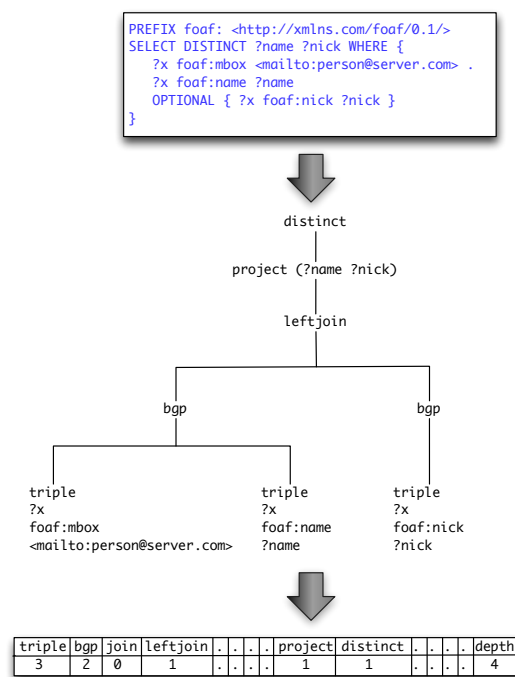 PREFIX foaf: <http://xmlns.com/foaf/0.1/>
SELECT DISTINCT ?name ?nick WHERE {
?x foaf:mbox <mailto:person@server.com> .
?x foaf:name ?name
OPTIONAL { ?x foaf:nick ?nick }
}
distinct
project (?name ?nick)
leftjoin
bgp bgp
triple triple triple
?x ?x ?x
foaf:mbox foaf:name foaf:nick
<mailto:person@server.com> ?name ?nick
triple bgp join leftjoin . . . . project distinct . . . . depth
3 2 0 1 . . . . 1 1 . . . . 4